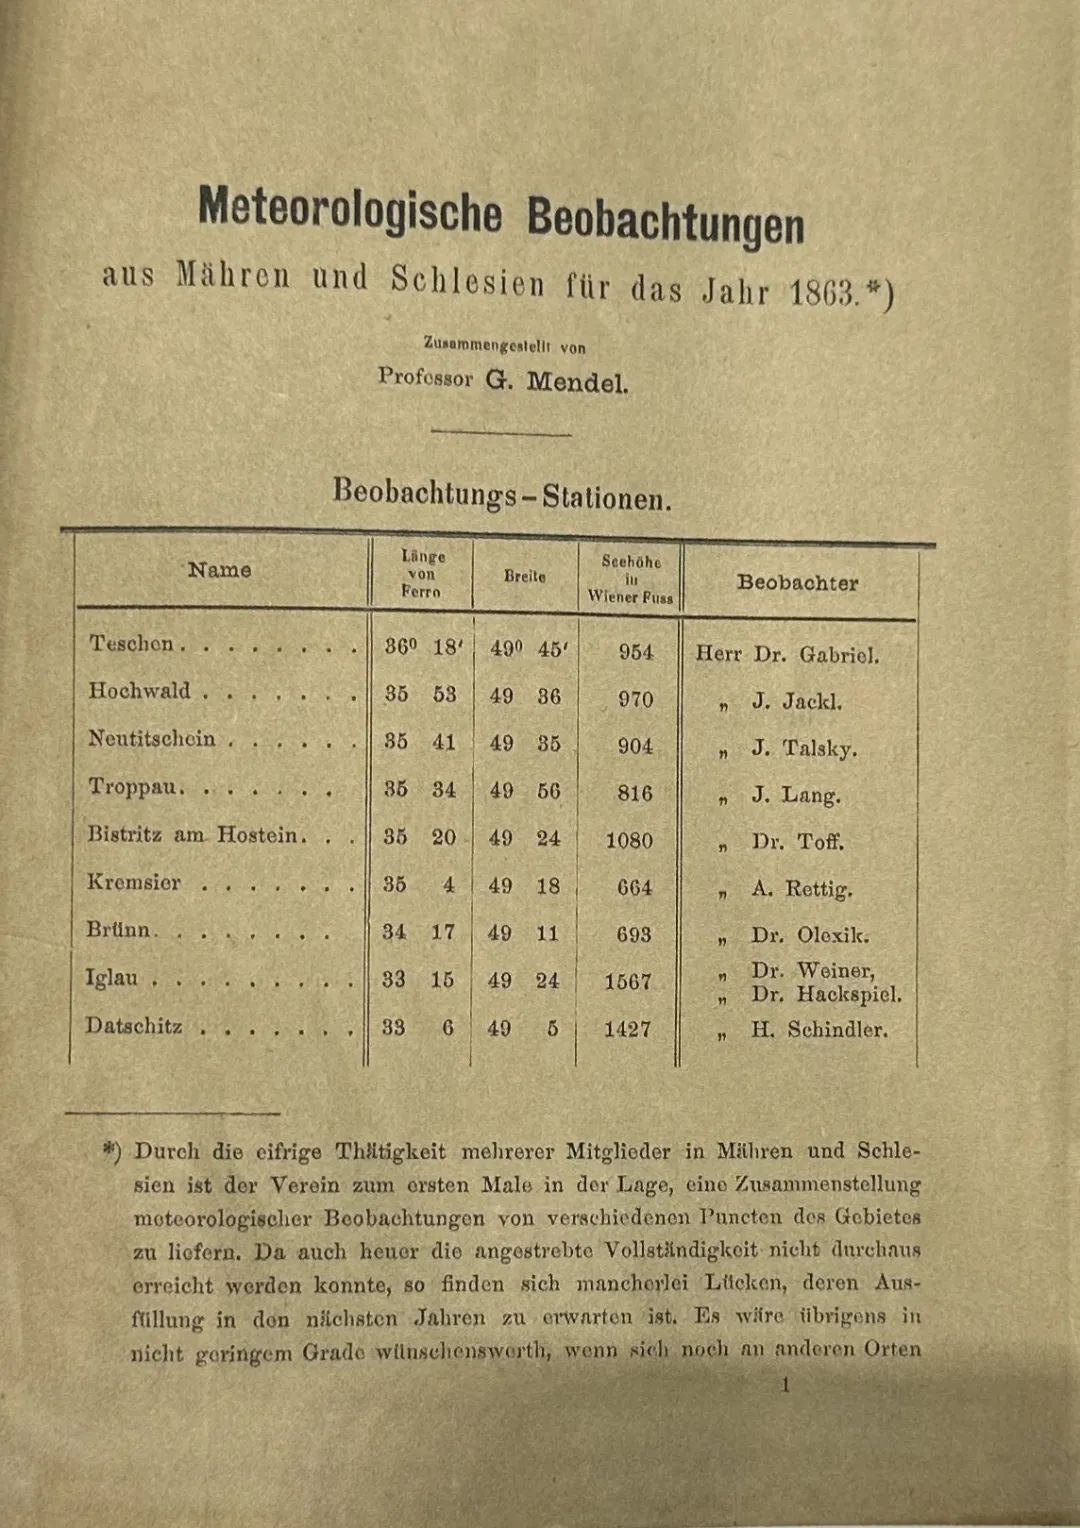 Meteorologische Beobachtungen
aus Mähren und Schlesien für das Jahr 1863.*)
Zusammengestellt von
Professor G. Mendel.
Beobachtungs-Stationen.
Name | Länge von Ferro | Breite | Seehöhe in Wiener Fuss | Beobachter
Teschen . . . . . . . . 36⁰ 18′ 49⁰ 45′ 954 Herr Dr. Gabriel.
Hochwald . . . . . . . 35 53 49 36 970 „ J. Jackl.
Neutitschein . . . . . . 35 41 49 35 904 „ J. Talsky.
Troppau. . . . . . . 35 34 49 56 816 „ J. Lang.
Bistritz am Hostein. . . 35 20 49 24 1080 „ Dr. Toff.
Kremsier . . . . . . . 35 4 49 18 664 „ A. Rettig.
Brünn. . . . . . . . 34 17 49 11 693 „ Dr. Olexik.
Iglau . . . . . . . . . 33 15 49 24 1567 „ Dr. Weiner,
„ Dr. Hackspiel.
Datschitz . . . . . . . 33 6 49 5 1427 „ H. Schindler.
*) Durch die eifrige Thätigkeit mehrerer Mitglieder in Mähren und Schle-
sien ist der Verein zum ersten Male in der Lage, eine Zusammenstellung
meteorologischer Beobachtungen von verschiedenen Puncten des Gebietes
zu liefern. Da auch heuer die angestrebte Vollständigkeit nicht durchaus
erreicht werden konnte, so finden sich mancherlei Lücken, deren Aus-
füllung in den nächsten Jahren zu erwarten ist. Es wäre übrigens in
nicht geringem Grade wünschenswerth, wenn sich noch an anderen Orten
1